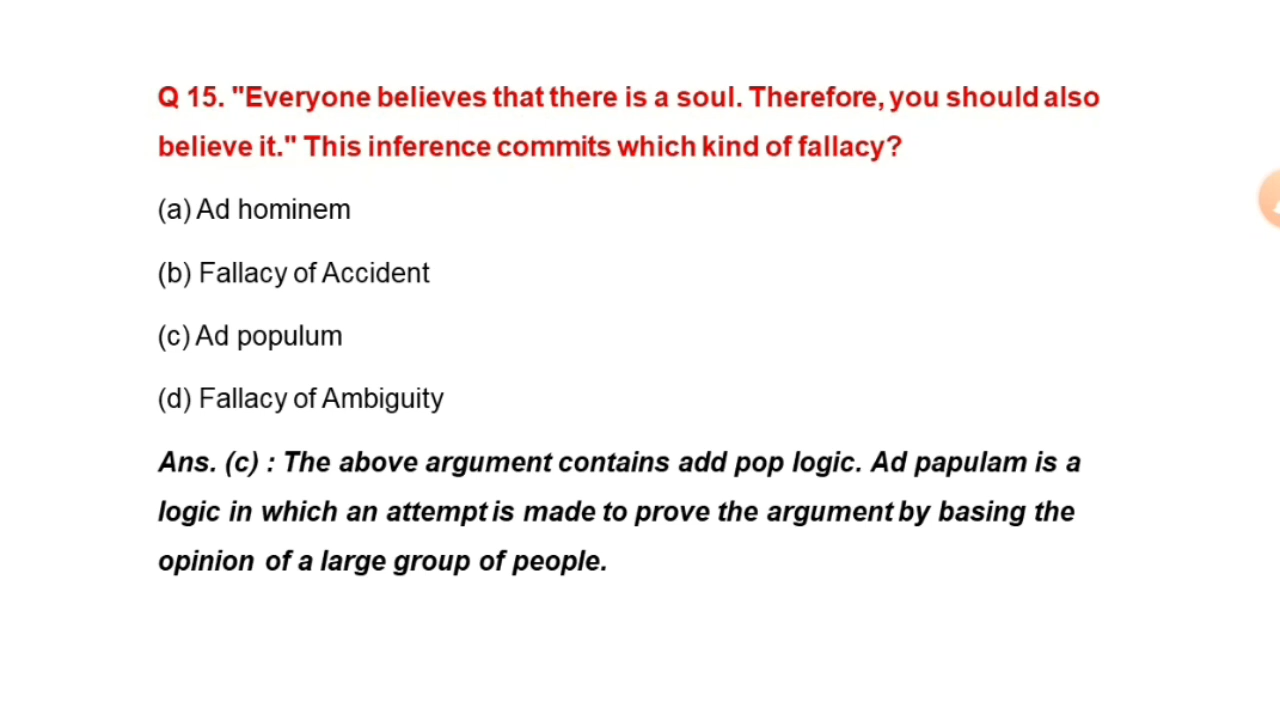 Q 15. "Everyone believes that there is a soul. Therefore, you should also
believe it." This inference commits which kind of fallacy?
(a) Ad hominem
(b) Fallacy of Accident
(c) Ad populum
(d) Fallacy of Ambiguity
Ans. (c) : The above argument contains add pop logic. Ad papulam is a
logic in which an attempt is made to prove the argument by basing the
opinion of a large group of people.